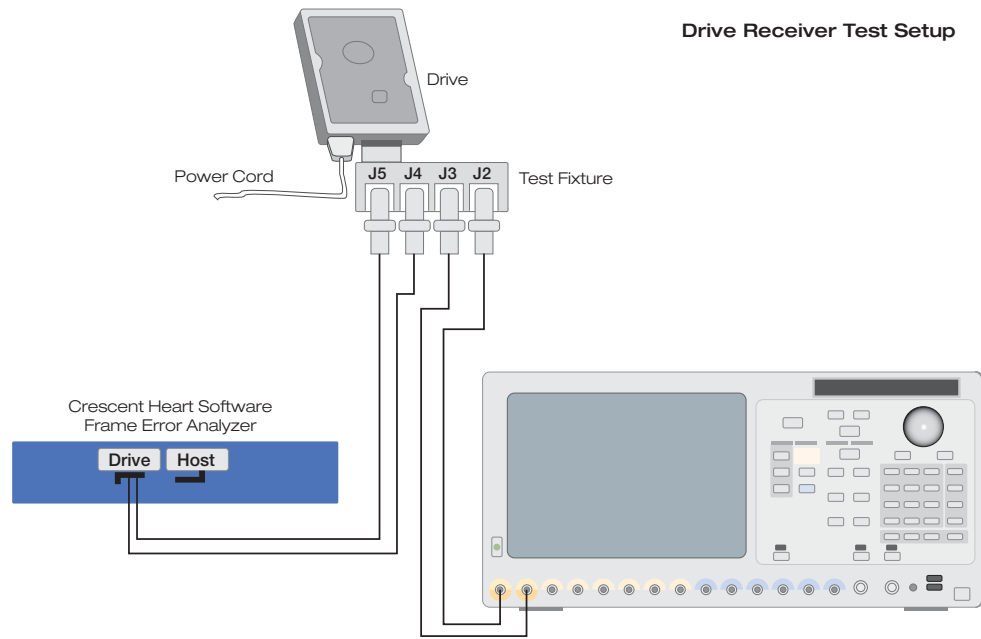 Drive Receiver Test Setup
Drive
Power Cord
J5 J4 J3 J2
Test Fixture
Crescent Heart Software
Frame Error Analyzer
Drive Host